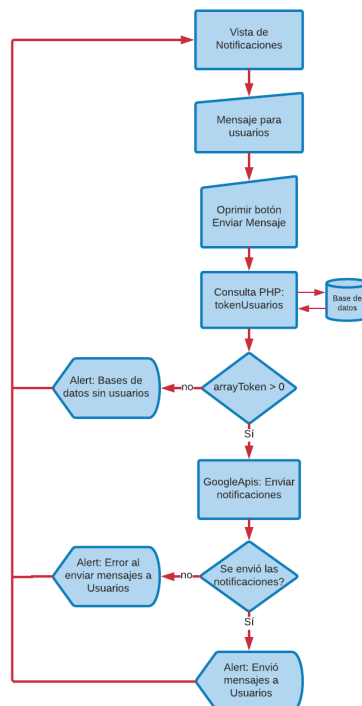 Vista de
Notificaciones
Mensaje para
usuarios
Oprimir botón
Enviar Mensaje
Consulta PHP:
tokenUsuarios
Base de
datos
Alert: Bases de
datos sin usuarios
no
arrayToken > 0
Sí
GoogleApis: Enviar
notificaciones
Alert: Error al
enviar mensajes a
Usuarios
no
Se envió las
notificaciones?
Sí
Alert: Envió
mensajes a
Usuarios